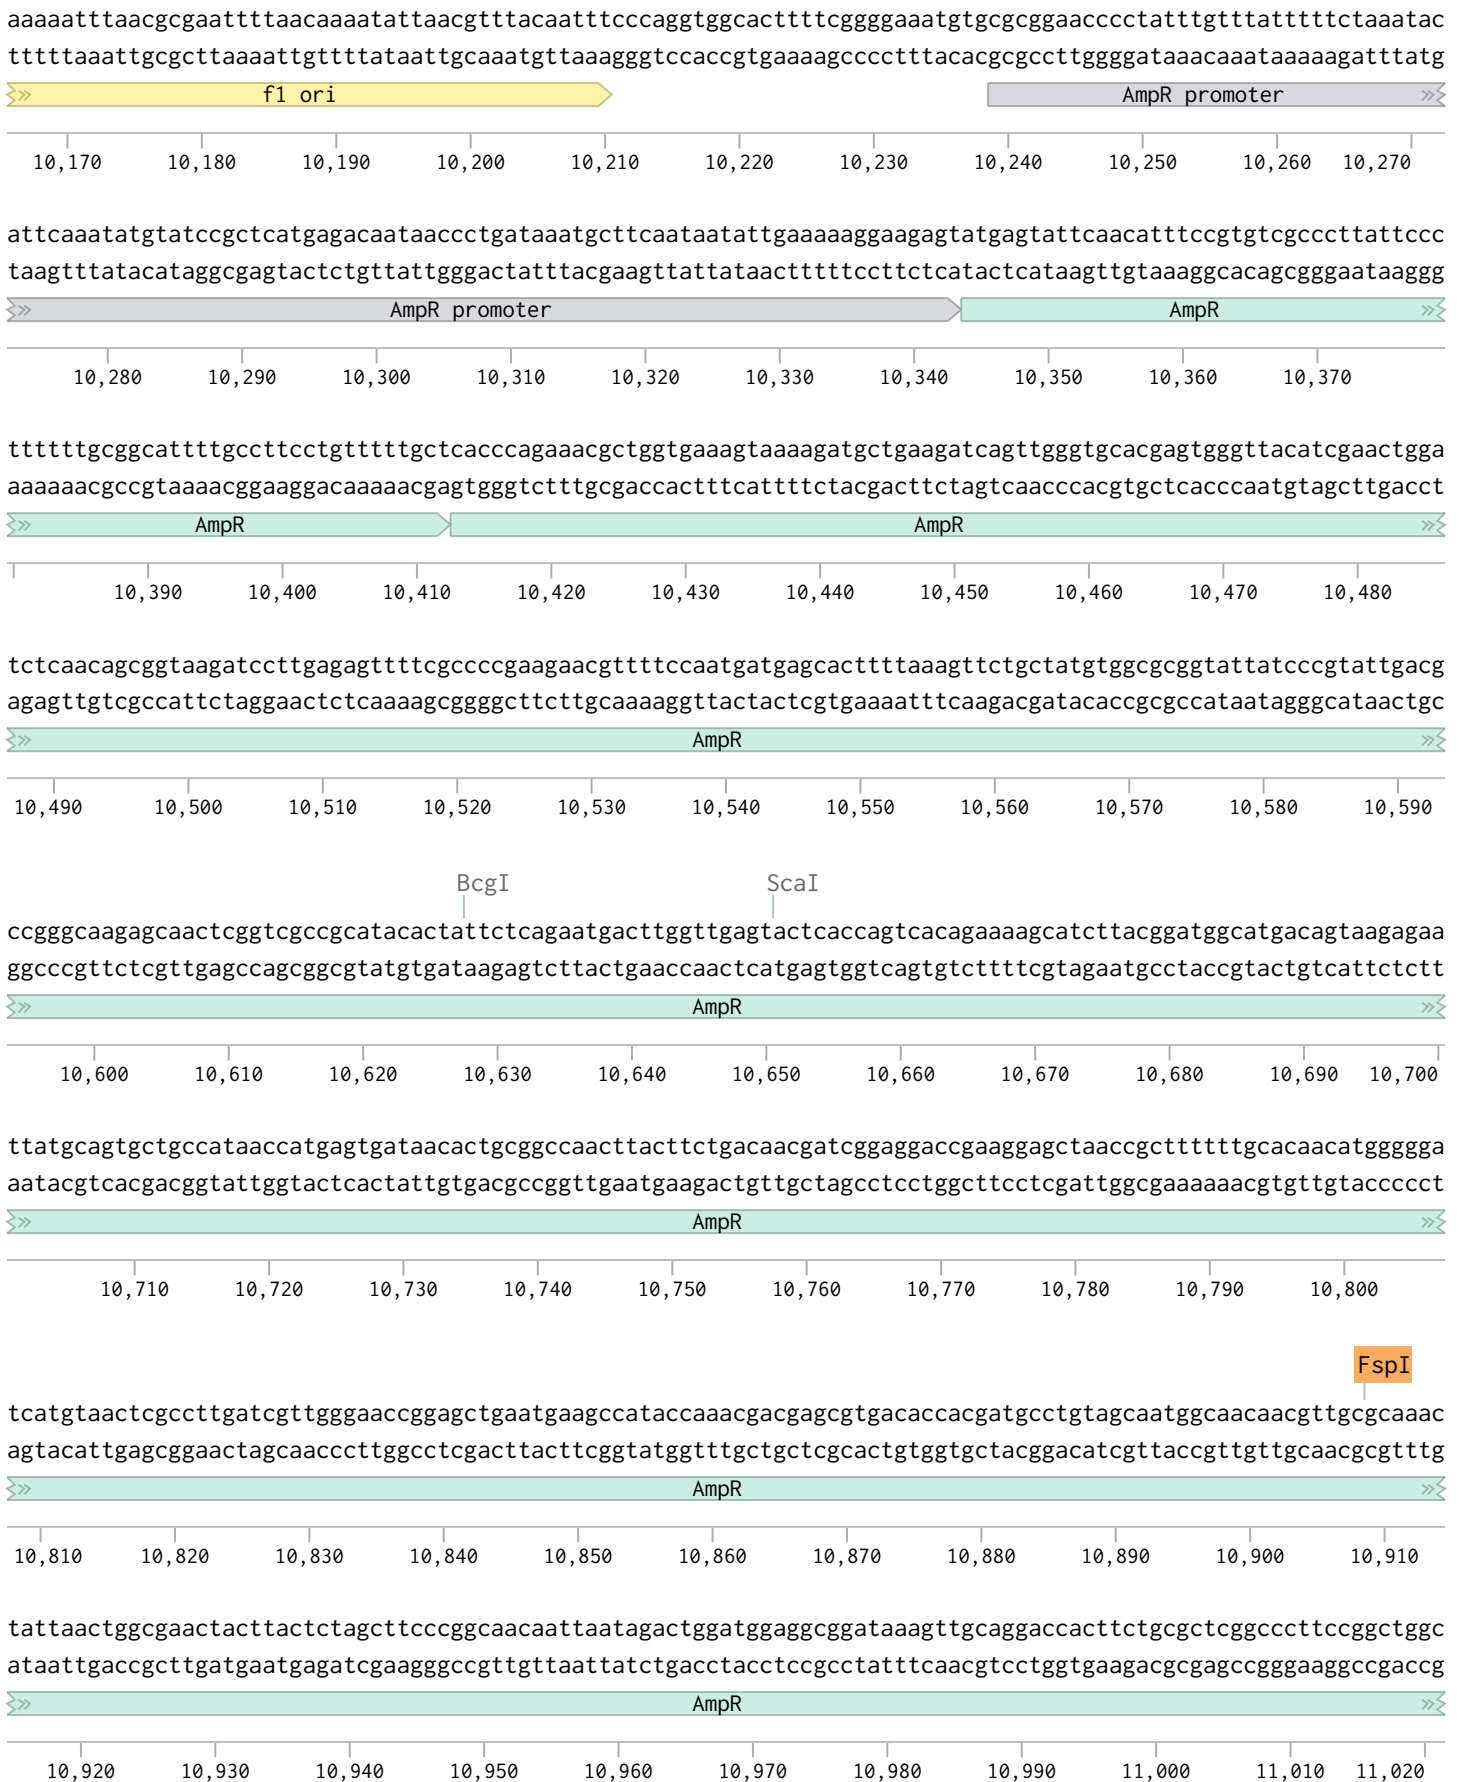 aaaaatttaacgcgaattttaacaaaatattaacgtttacaatttcccaggtggcacttttcggggaaatgtgcgcggaacccctatttgtttatttttctaaatac
tttttaaattgcgcttaaaattgttttataattgcaaatgttaaagggtccaccgtgaaaagcccctttacacgcgccttggggataaacaaataaaaagatttatg
f1 ori AmpR promoter
10,170 10,180 10,190 10,200 10,210 10,220 10,230 10,240 10,250 10,260 10,270
attcaaatatgtatccgctcatgagacaataaccctgataaatgcttcaataatattgaaaaaggaagagtatgagtattcaacatttccgtgtcgcccttattccc
taagtttatacataggcgagtactctgttattgggactatttacgaagttattataactttttccttctcatactcataagttgtaaaggcacagcgggaataaggg
AmpR promoter AmpR
10,280 10,290 10,300 10,310 10,320 10,330 10,340 10,350 10,360 10,370
ttttttgcggcattttgccttcctgtttttgctcacccagaaacgctggtgaaagtaaaagatgctgaagatcagttgggtgcacgagtgggttacatcgaactgga
aaaaaacgccgtaaaacggaaggacaaaaacgagtgggtctttgcgaccactttcattttctacgacttctagtcaacccacgtgctcacccaatgtagcttgacct
AmpR AmpR
10,390 10,400 10,410 10,420 10,430 10,440 10,450 10,460 10,470 10,480
tctcaacagcggtaagatccttgagagttttcgccccgaagaacgttttccaatgatgagcacttttaaagttctgctatgtggcgcggtattatcccgtattgacg
agagttgtcgccattctaggaactctcaaaagcggggcttcttgcaaaaggttactactcgtgaaaatttcaagacgatacaccgcgccataatagggcataactgc
AmpR
10,490 10,500 10,510 10,520 10,530 10,540 10,550 10,560 10,570 10,580 10,590
BcgI ScaI
ccgggcaagagcaactcggtcgccgcatacactattctcagaatgacttggttgagtactcaccagtcacagaaaagcatcttacggatggcatgacagtaagagaa
ggcccgttctcgttgagccagcggcgtatgtgataagagtcttactgaaccaactcatgagtggtcagtgtcttttcgtagaatgcctaccgtactgtcattctctt
AmpR
10,600 10,610 10,620 10,630 10,640 10,650 10,660 10,670 10,680 10,690 10,700
ttatgcagtgctgccataaccatgagtgataacactgcggccaacttacttctgacaacgatcggaggaccgaaggagctaaccgcttttttgcacaacatggggga
aatacgtcacgacggtattggtactcactattgtgacgccggttgaatgaagactgttgctagcctcctggcttcctcgattggcgaaaaaacgtgttgtaccccct
AmpR
10,710 10,720 10,730 10,740 10,750 10,760 10,770 10,780 10,790 10,800
FspI
tcatgtaactcgccttgatcgttgggaaccggagctgaatgaagccataccaaacgacgagcgtgacaccacgatgcctgtagcaatggcaacaacgttgcgcaaac
agtacattgagcggaactagcaacccttggcctcgacttacttcggtatggtttgctgctcgcactgtggtgctacggacatcgttaccgttgttgcaacgcgtttg
AmpR
10,810 10,820 10,830 10,840 10,850 10,860 10,870 10,880 10,890 10,900 10,910
tattaactggcgaactacttactctagcttcccggcaacaattaatagactggatggaggcggataaagttgcaggaccacttctgcgctcggcccttccggctggc
ataattgaccgcttgatgaatgagatcgaagggccgttgttaattatctgacctacctccgcctatttcaacgtcctggtgaagacgcgagccgggaaggccgaccg
AmpR
10,920 10,930 10,940 10,950 10,960 10,970 10,980 10,990 11,000 11,010 11,020